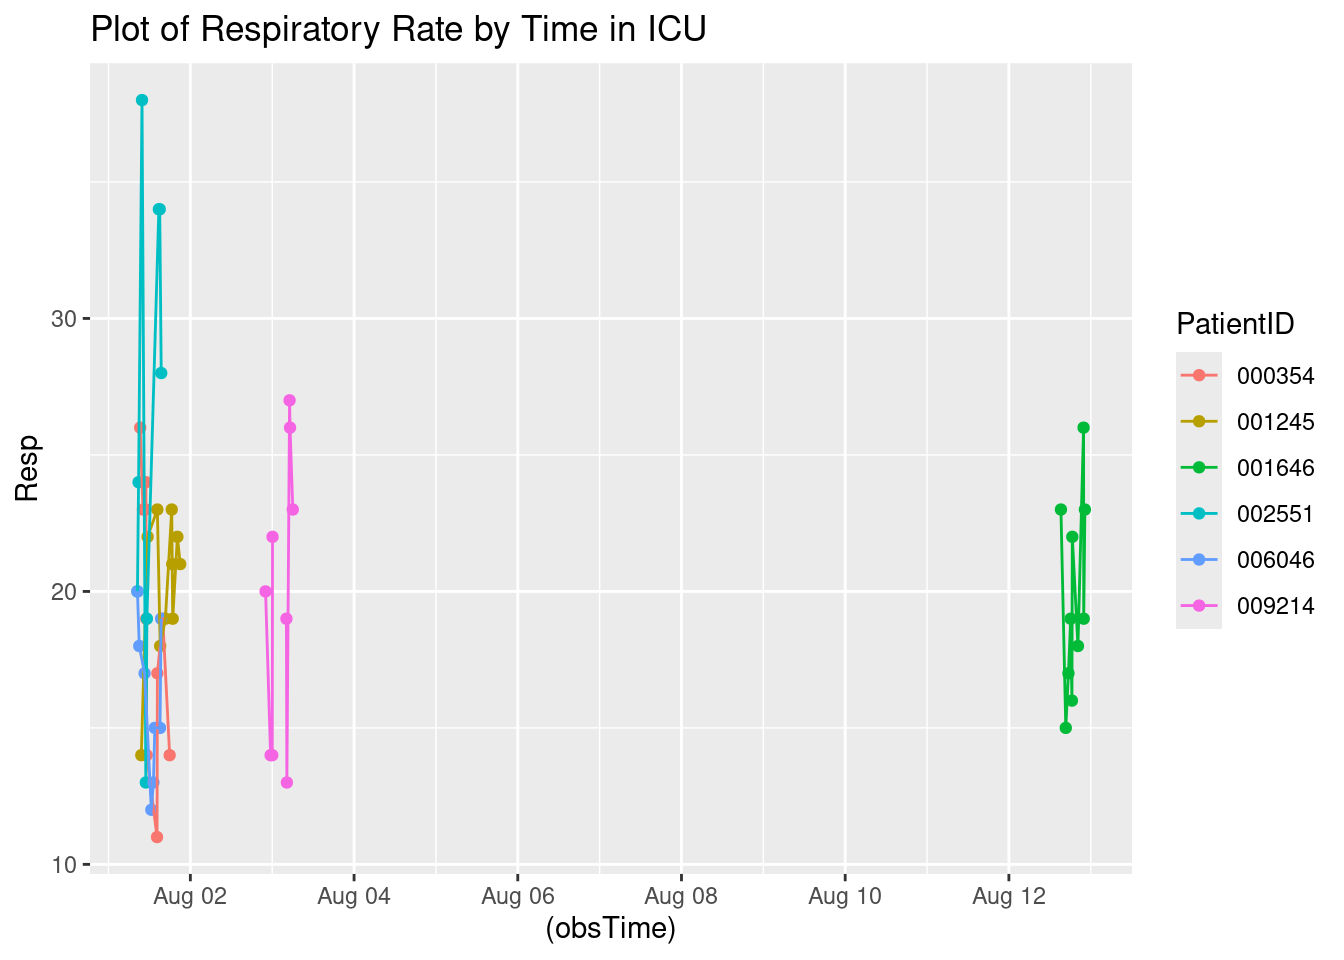 Plot of Respiratory Rate by Time in ICU
Resp
30
20
10
Aug 02 Aug 04 Aug 06 Aug 08 Aug 10 Aug 12
(obsTime)
PatientID
000354
001245
001646
002551
006046
009214